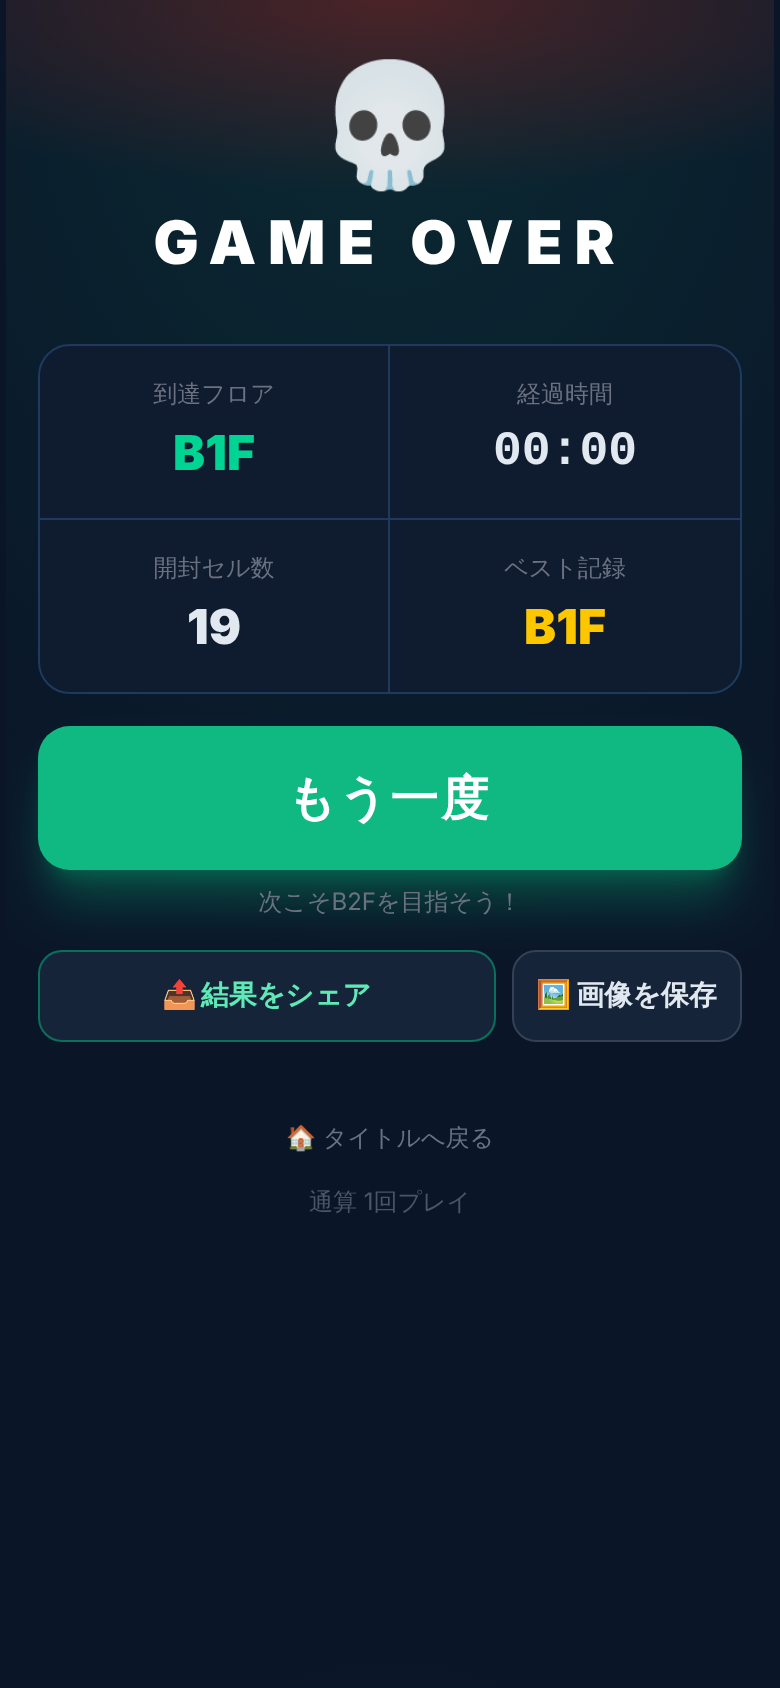 GAME OVER
到達フロア
B1F
経過時間
00:00
開封セル数
19
ベスト記録
B1F
もう一度
次こそB2Fを目指そう！
📤 結果をシェア
🖼️ 画像を保存
🏠 タイトルへ戻る
通算 1回プレイ